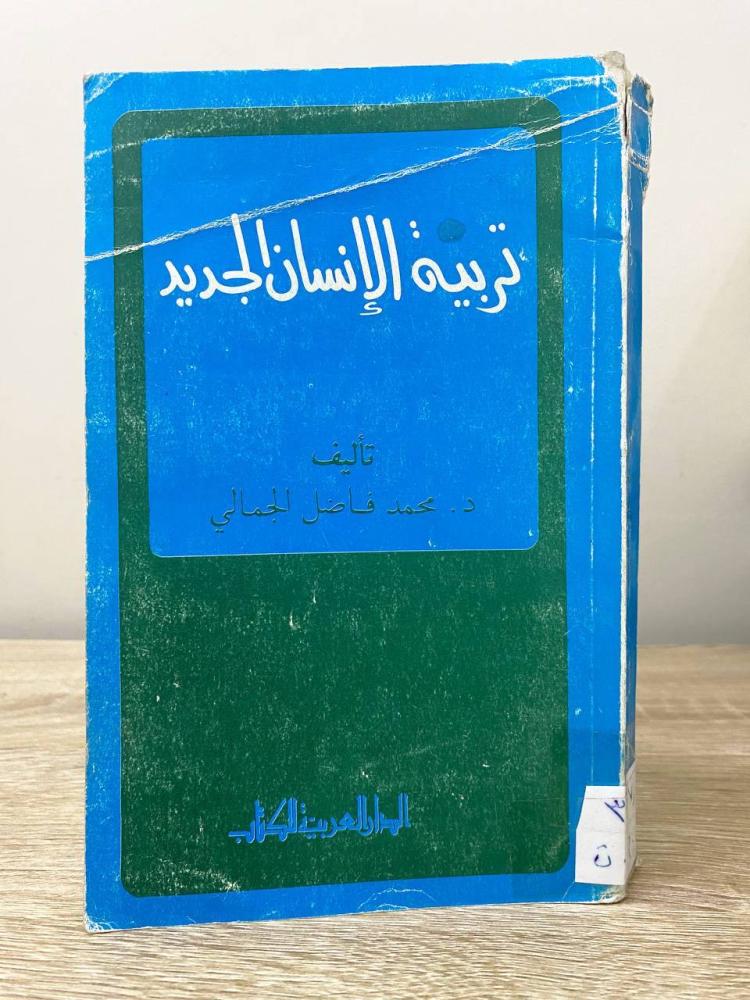 تربية الإنسان الجديد
تأليف
د. محمد فاضل الجمالي
الدار العربية للكتاب
ت